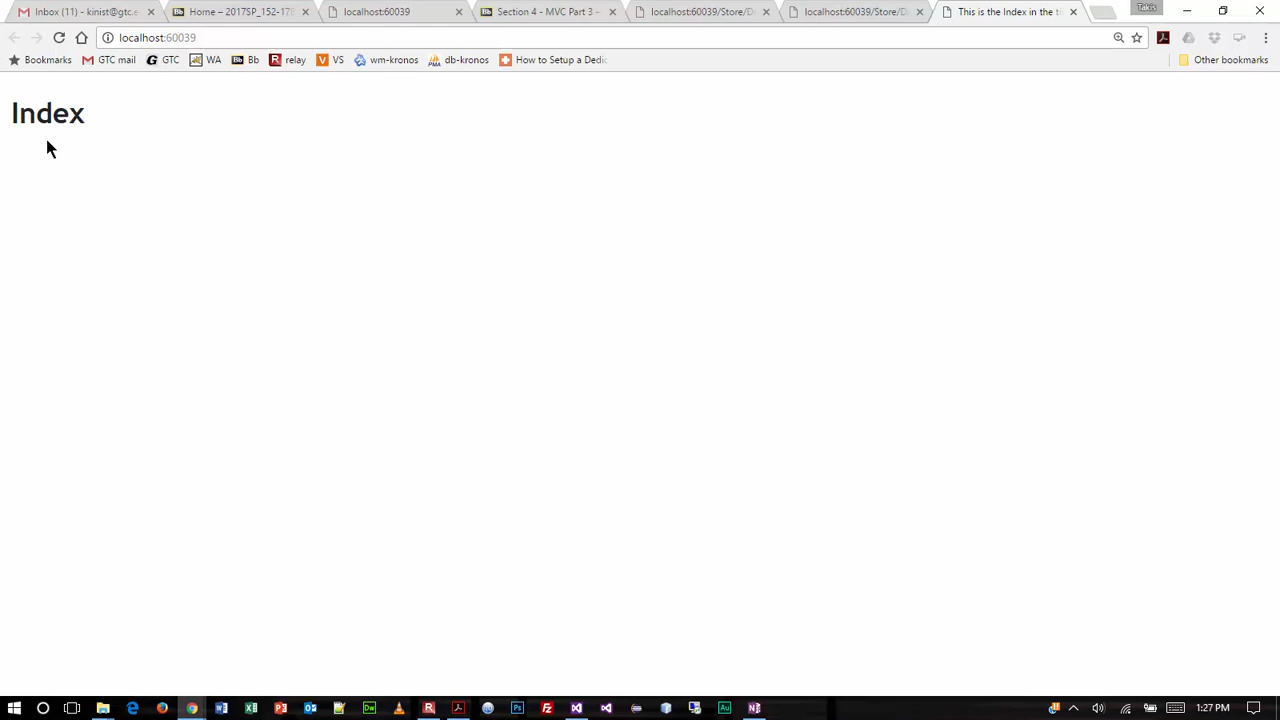 Inbox (11) - kinist@gtc.e
Home – 2017SP_152-178
localhost:60039
Section 4 - MVC Part 3 –
localhost:60039/Store/D
localhost:60039/Store/D
This is the Index in the t
Takis
localhost:60039
Bookmarks GTC mail GTC WA Bb relay VS wm-kronos db-kronos How to Setup a Dedic Other bookmarks
Index
1:27 PM